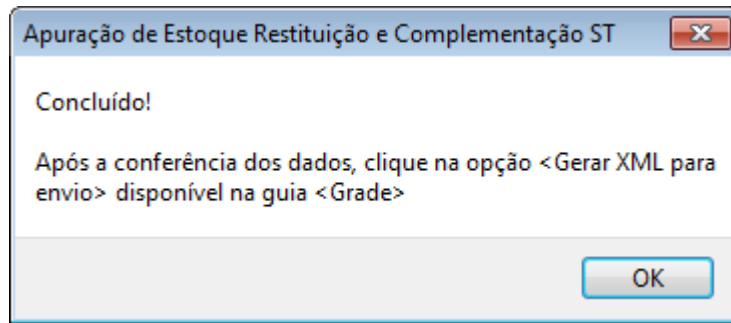 Apuração de Estoque Restituição e Complementação ST
Concluído!
Após a conferência dos dados, clique na opção <Gerar XML para
envio> disponível na guia <Grade>
OK